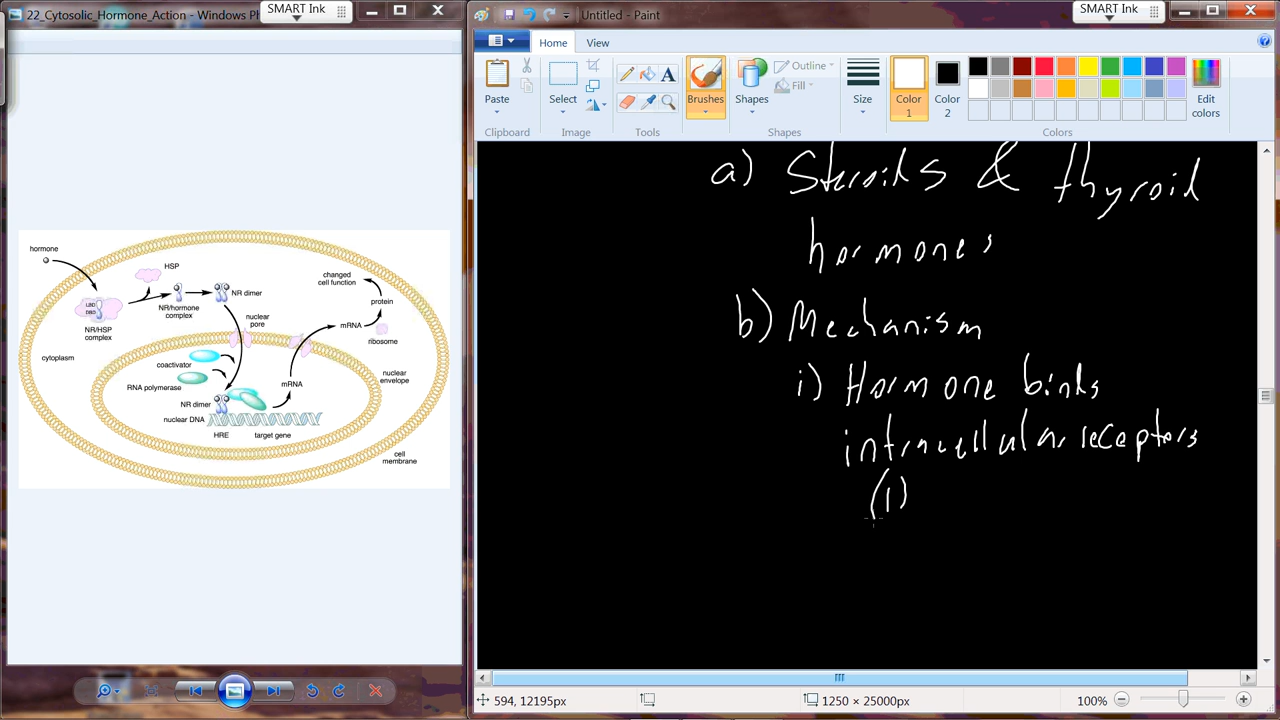 22_Cytosolic_Hormone_Action - Windows Ph
SMART Ink
Untitled - Paint
SMART Ink
Home
View
Paste
Select
Brushes
Shapes
Outline
Fill
Size
Color 1
Color 2
Edit colors
Clipboard
Image
Tools
Shapes
Colors
hormone
HSP
LBD
DBD
NR/HSP complex
NR/hormone complex
NR dimer
changed cell function
protein
mRNA
ribosome
nuclear pore
cytoplasm
coactivator
RNA polymerase
mRNA
nuclear envelope
NR dimer
nuclear DNA
HRE
target gene
cell membrane
a) Steroids & thyroid
hormones
b) Mechanism
i) Hormone binds
intracellular receptors
(1)
594, 12195px
1250 × 25000px
100%